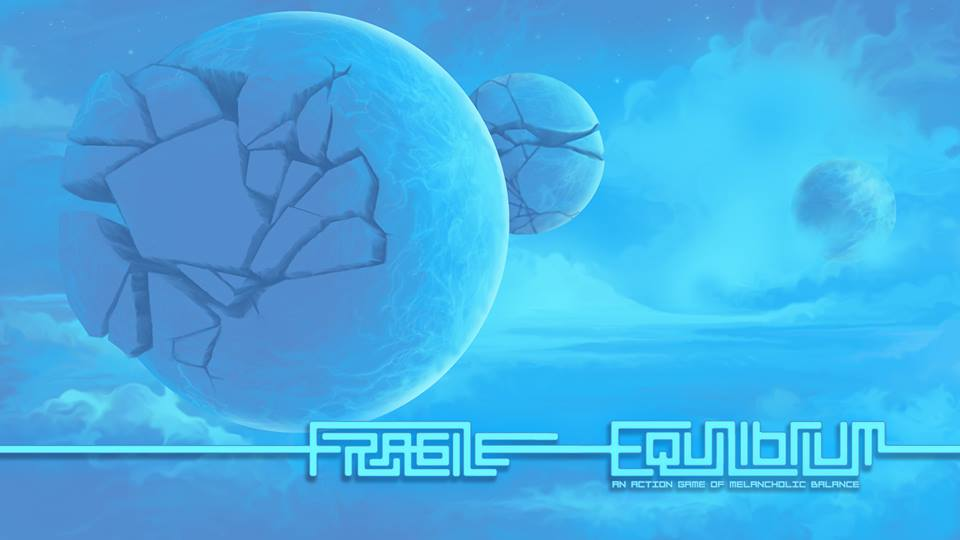 FRAGILE EQUILIBRIUM
AN ACTION GAME OF MELANCHOLIC BALANCE